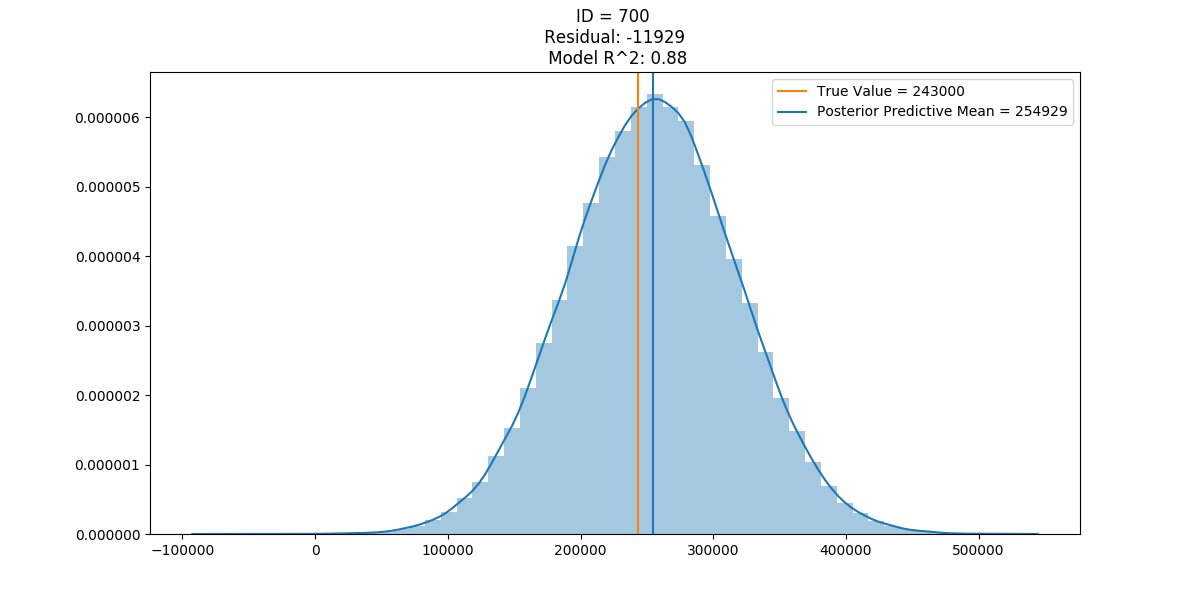 ID = 700
Residual: -11929
Model R^2: 0.88
True Value = 243000
Posterior Predictive Mean = 254929
0.000006
0.000005
0.000004
0.000003
0.000002
0.000001
0.000000
−100000 0 100000 200000 300000 400000 500000